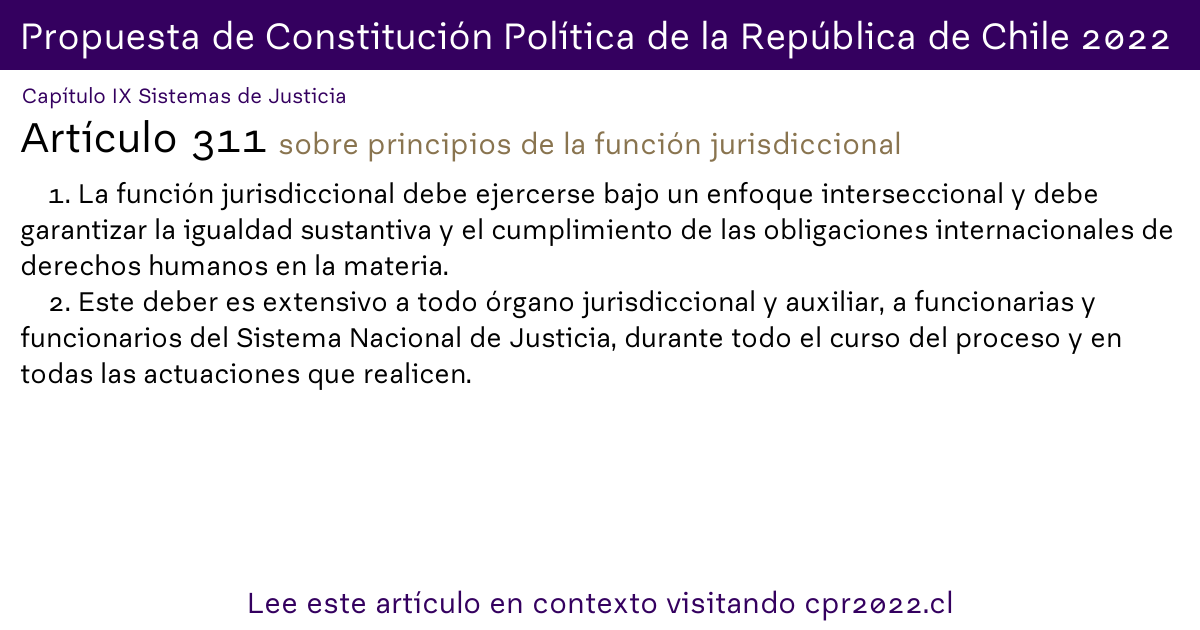 Propuesta de Constitución Política de la República de Chile 2022
Capítulo IX Sistemas de Justicia
Artículo 311 sobre principios de la función jurisdiccional
1. La función jurisdiccional debe ejercerse bajo un enfoque interseccional y debe
garantizar la igualdad sustantiva y el cumplimiento de las obligaciones internacionales de
derechos humanos en la materia.
2. Este deber es extensivo a todo órgano jurisdiccional y auxiliar, a funcionarias y
funcionarios del Sistema Nacional de Justicia, durante todo el curso del proceso y en
todas las actuaciones que realicen.
Lee este artículo en contexto visitando cpr2022.cl